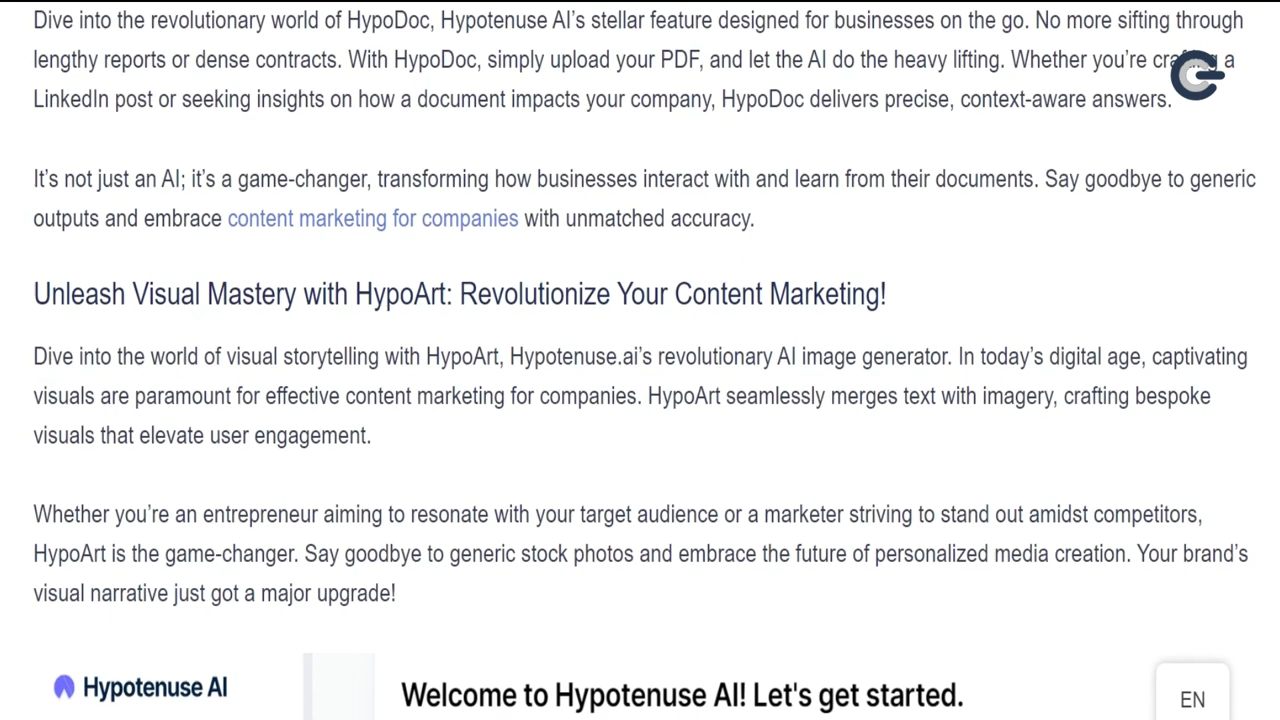 Dive into the revolutionary world of HypoDoc, Hypotenuse AI’s stellar feature designed for businesses on the go. No more sifting through
lengthy reports or dense contracts. With HypoDoc, simply upload your PDF, and let the AI do the heavy lifting. Whether you’re a
LinkedIn post or seeking insights on how a document impacts your company, HypoDoc delivers precise, context-aware answers.
It’s not just an AI; it’s a game-changer, transforming how businesses interact with and learn from their documents. Say goodbye to generic
outputs and embrace content marketing for companies with unmatched accuracy.
Unleash Visual Mastery with HypoArt: Revolutionize Your Content Marketing!
Dive into the world of visual storytelling with HypoArt, Hypotenuse.ai’s revolutionary AI image generator. In today’s digital age, captivating
visuals are paramount for effective content marketing for companies. HypoArt seamlessly merges text with imagery, crafting bespoke
visuals that elevate user engagement.
Whether you’re an entrepreneur aiming to resonate with your target audience or a marketer striving to stand out amidst competitors,
HypoArt is the game-changer. Say goodbye to generic stock photos and embrace the future of personalized media creation. Your brand’s
visual narrative just got a major upgrade!
Hypotenuse AI
Welcome to Hypotenuse AI! Let's get started.
EN